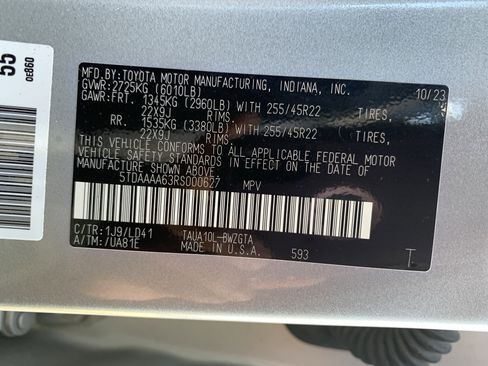 55
0E860
MFD.BY:TOYOTA MOTOR MANUFACTURING, INDIANA, INC. 10/23
GVWR:2725KG (6010LB)
GAWR:FRT. 1345KG (2960LB) WITH 255/45R22 TIRES,
22X9J RIMS,
RR. 1535KG (3380LB) WITH 255/45R22 TIRES,
22X9J RIMS,
THIS VEHICLE CONFORMS TO ALL APPLICABLE FEDERAL MOTOR
VEHICLE SAFETY STANDARDS IN EFFECT ON THE DATE OF
MANUFACTURE SHOWN ABOVE.
5TDAAAA63RS000627 MPV
C/TR:1J9/LD41 TAUA10L-BWZGTA
A/TM:/UA81E MADE IN U.S.A. 593 T